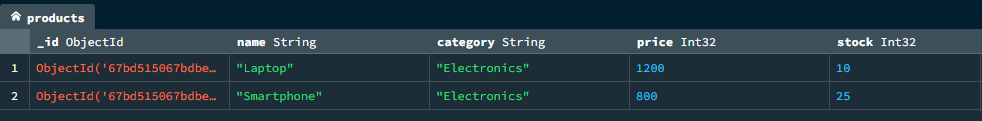 products
_id ObjectId name String category String price Int32 stock Int32
1 ObjectId('67bd515067bdbe… "Laptop" "Electronics" 1200 10
2 ObjectId('67bd515067bdbe… "Smartphone" "Electronics" 800 25